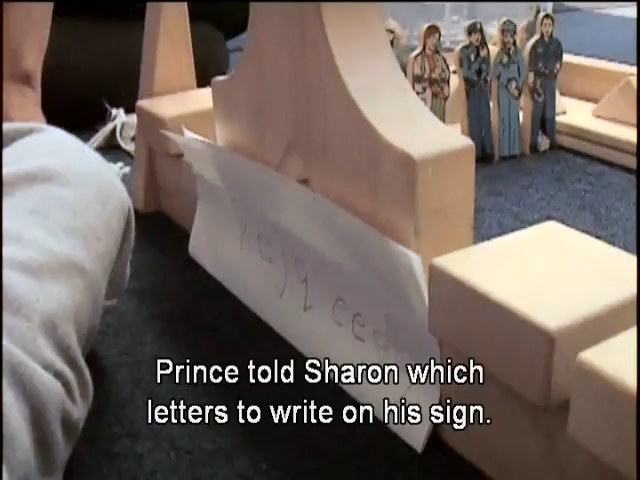 Prince told Sharon which
letters to write on his sign.